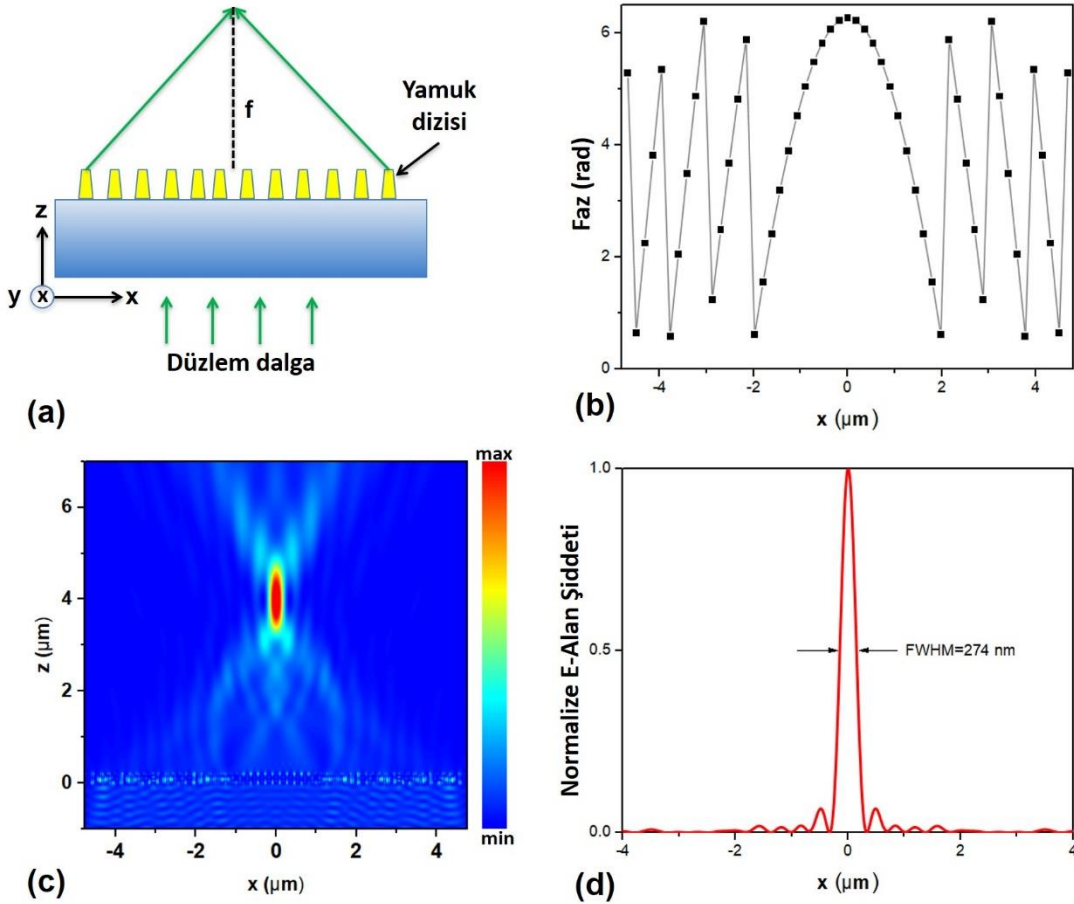 f
Yamuk
dizisi
z
y
x
x
Düzlem dalga
(a)
Faz (rad)
6
4
2
0
-4
-2
0
2
4
x (µm)
(b)
max
min
z (µm)
6
4
2
0
-4
-2
0
2
4
x (µm)
(c)
Normalize E-Alan Şiddeti
1.0
0.5
0.0
FWHM=274 nm
-4
-2
0
2
4
x (µm)
(d)